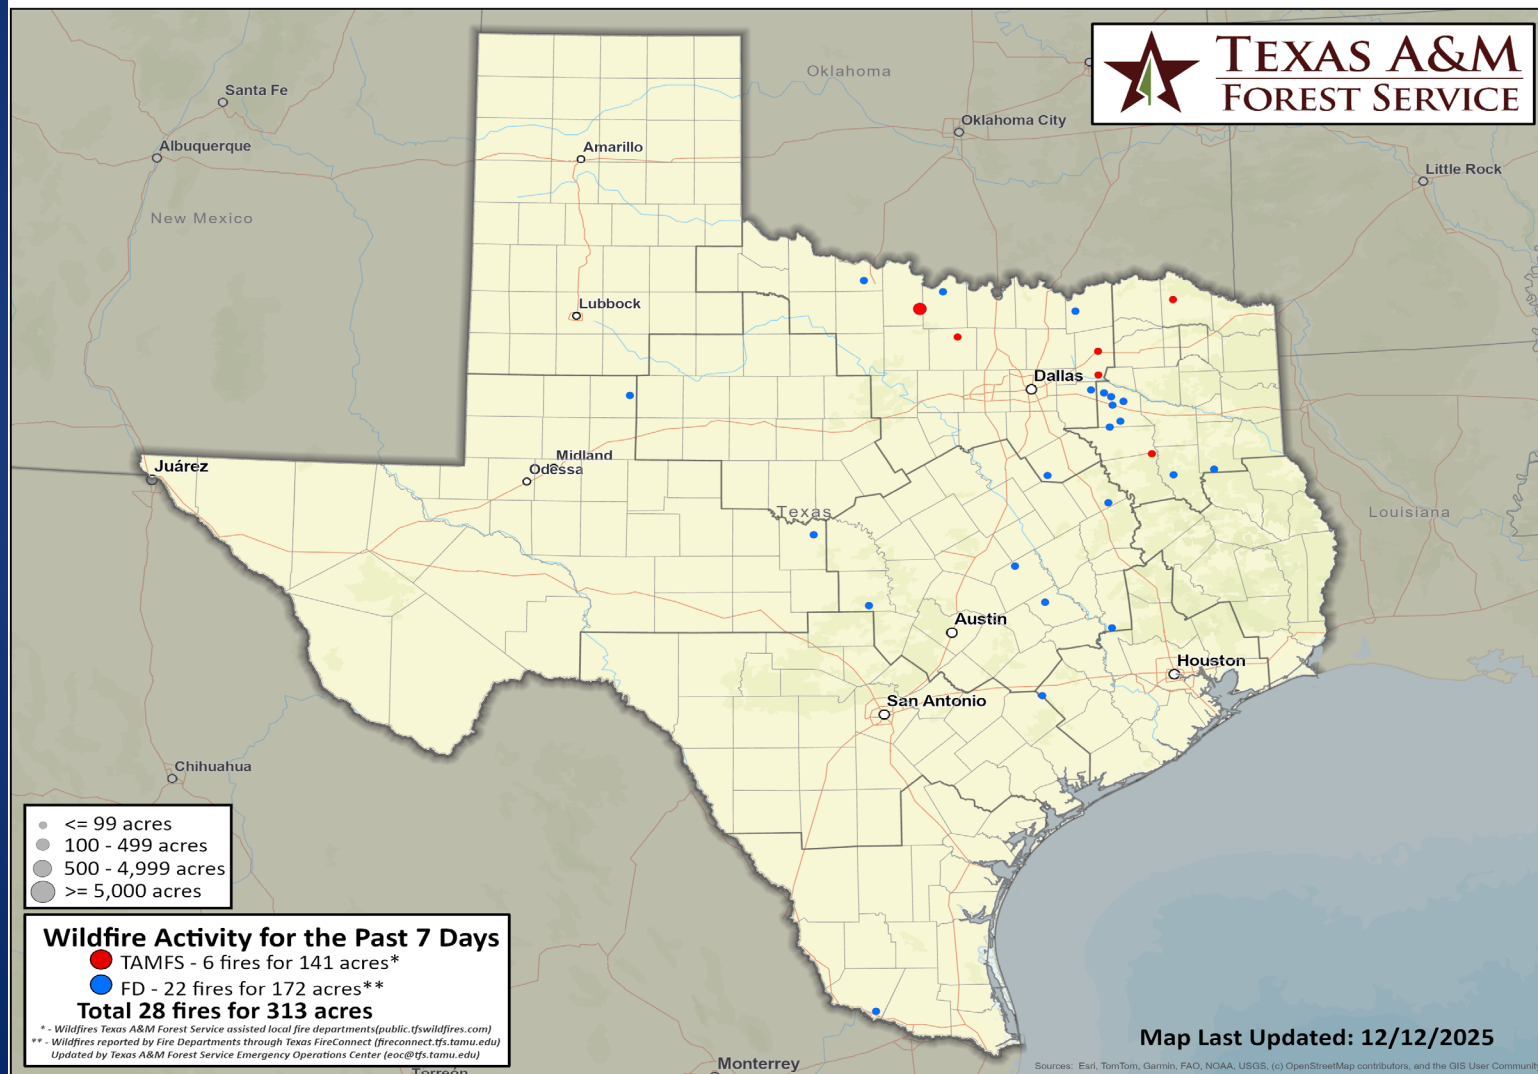 TEXAS A&M
FOREST SERVICE
Oklahoma
Santa Fe
Oklahoma City
Albuquerque
Amarillo
Little Rock
New Mexico
Lubbock
Dallas
Midland
Juárez
Odessa
Texas
Louisiana
Austin
Houston
San Antonio
Chihuahua
<= 99 acres
100 - 499 acres
500 - 4,999 acres
>= 5,000 acres
Wildfire Activity for the Past 7 Days
TAMFS - 6 fires for 141 acres*
FD - 22 fires for 172 acres**
Total 28 fires for 313 acres
* - Wildfires Texas A&M Forest Service assisted local fire departments(public.tfswildfires.com)
** - Wildfires reported by Fire Departments through Texas FireConnect (fireconnect.tfs.tamu.edu)
Updated by Texas A&M Forest Service Emergency Operations Center (eoc@tfs.tamu.edu)
Map Last Updated: 12/12/2025
Monterrey
Sources: Esri, TomTom, Garmin, FAO, NOAA, USGS, (c) OpenStreetMap contributors, and the GIS User
Torreón